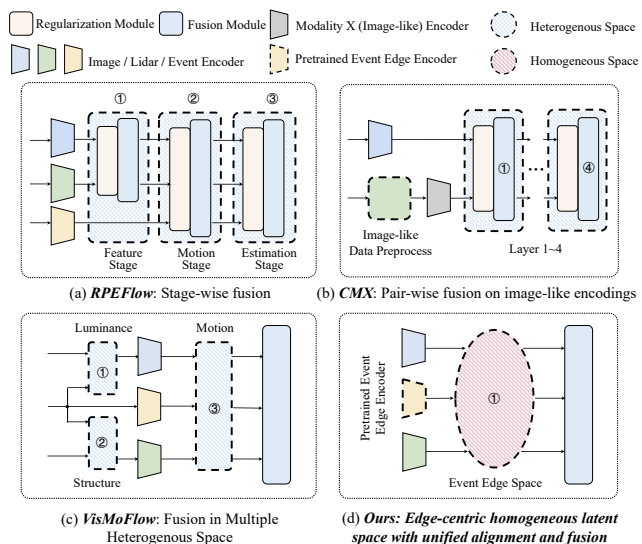 Regularization Module Fusion Module Modality X (Image-like) Encoder Heterogenous Space
Image / Lidar / Event Encoder Pretrained Event Edge Encoder Homogeneous Space
① ② ③
Feature Stage Motion Stage Estimation Stage
(a) RPEFlow: Stage-wise fusion
① ... ④
Image-like
Data Preprocess
Layer 1~4
(b) CMX: Pair-wise fusion on image-like encodings
Luminance Motion
①
③
②
Structure
(c) VisMoFlow: Fusion in Multiple
Heterogenous Space
Pretrained Event
Edge Encoder
①
Event Edge Space
(d) Ours: Edge-centric homogeneous latent
space with unified alignment and fusion